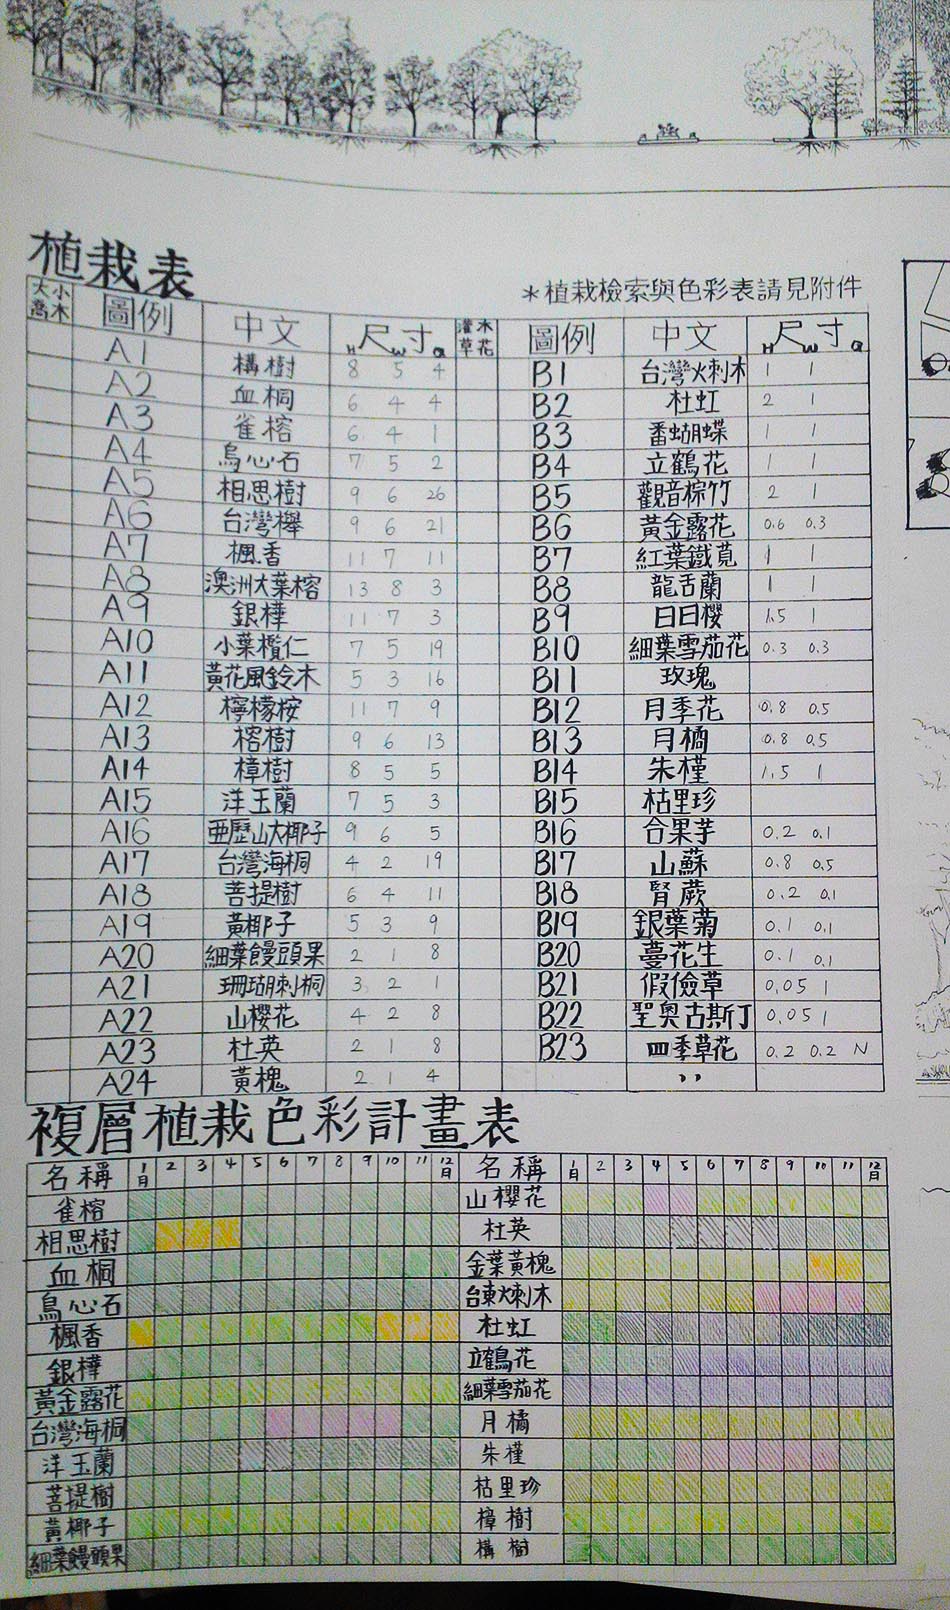 植栽表
*植栽檢索與色彩表請見附件
大小喬木 圖例 中文 尺寸 H W Q 灌木草花 圖例 中文 尺寸 H W Q
A1 構樹 8 5 4 B1 台灣火刺木 1 1
A2 血桐 6 4 4 B2 杜虹 2 1
A3 雀榕 6 4 1 B3 番蝴蝶 1 1
A4 烏心石 7 5 2 B4 立鶴花 1 1
A5 相思樹 9 6 26 B5 觀音棕竹 2 1
A6 台灣櫸 9 6 21 B6 黃金露花 0.6 0.3
A7 楓香 11 7 11 B7 紅葉鐵莧 1 1
A8 澳洲大葉榕 13 8 3 B8 龍舌蘭 1 1
A9 銀樺 11 7 3 B9 日日櫻 1.5 1
A10 小葉欖仁 7 5 19 B10 細葉雪茄花 0.3 0.3
A11 黃花風鈴木 5 3 16 B11 玫瑰
A12 檸檬桉 11 7 9 B12 月季花 0.8 0.5
A13 榕樹 9 6 13 B13 月橘 0.8 0.5
A14 樟樹 8 5 5 B14 朱槿 1.5 1
A15 洋玉蘭 7 5 3 B15 枯里珍
A16 亞歷山大椰子 9 6 5 B16 合果芋 0.2 0.1
A17 台灣海桐 4 2 19 B17 山蘇 0.8 0.5
A18 菩提樹 6 4 11 B18 腎蕨 0.2 0.1
A19 黃椰子 5 3 9 B19 銀葉菊 0.1 0.1
A20 細葉饅頭果 2 1 8 B20 蔓花生 0.1 0.1
A21 珊瑚刺桐 3 2 1 B21 假儉草 0.05 1
A22 山櫻花 4 2 8 B22 聖奧古斯丁 0.05 1
A23 杜英 2 1 8 B23 四季草花 0.2 0.2 N
A24 黃槐 2 1 4 ,,
複層植栽色彩計畫表
名稱 1月 2 3 4 5 6 7 8 9 10 11 12月 名稱 1月 2 3 4 5 6 7 8 9 10 11 12月
雀榕 山櫻花
相思樹 杜英
血桐 金葉黃槐
烏心石 台東火刺木
楓香 杜虹
銀樺 立鶴花
黃金露花 細葉雪茄花
台灣海桐 月橘
洋玉蘭 朱槿
菩提樹 枯里珍
黃椰子 樟樹
細葉饅頭果 構樹